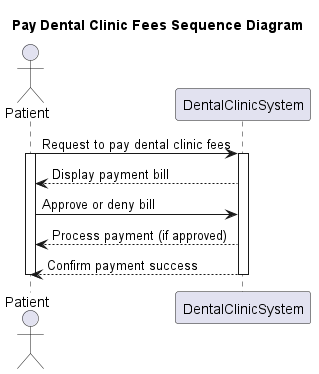 Pay Dental Clinic Fees Sequence Diagram
Patient
DentalClinicSystem
Request to pay dental clinic fees
Display payment bill
Approve or deny bill
Process payment (if approved)
Confirm payment success
Patient
DentalClinicSystem